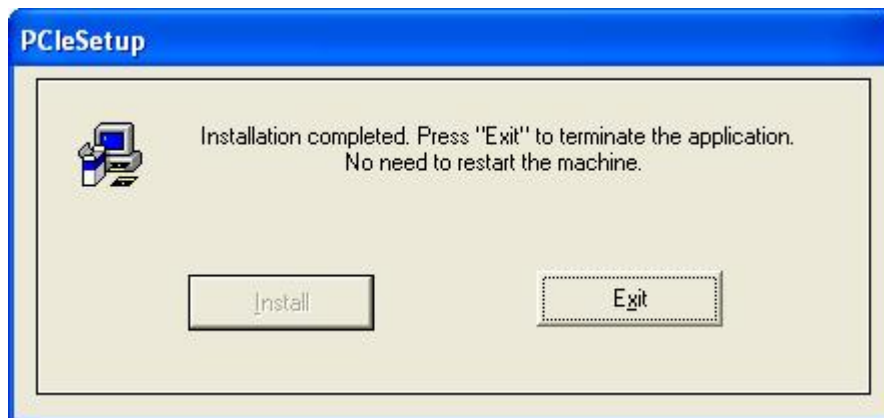 PCIeSetup
Installation completed. Press "Exit" to terminate the application.
No need to restart the machine.
Install
Exit